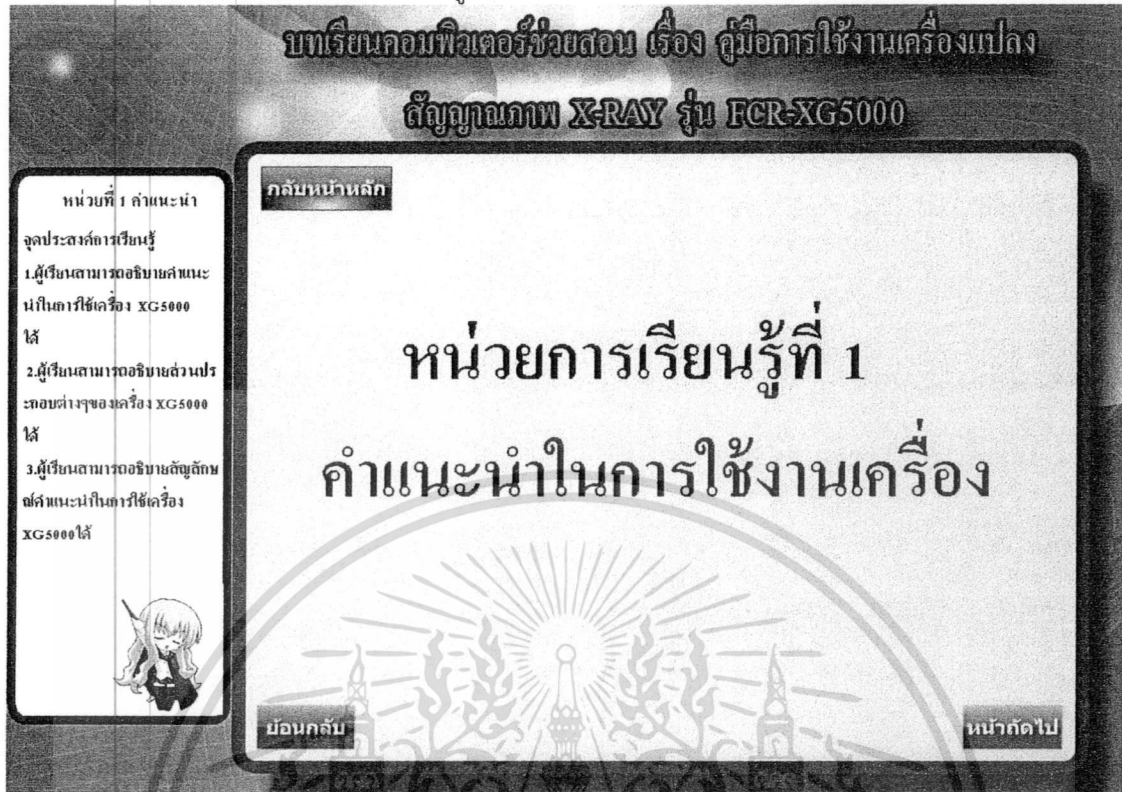 บทเรียนคอมพิวเตอร์ช่วยสอน เรื่อง คู่มือการใช้งานเครื่องแปลง
สัญญาณภาพ X-RAY รุ่น FCR-XG5000
หน่วยที่ 1 คำแนะนำ
จุดประสงค์การเรียนรู้
1.ผู้เรียนสามารถอธิบายคำแนะ
นำในการใช้เครื่อง XG5000
ได้
2.ผู้เรียนสามารถอธิบายส่วนปร
ะกอบต่างๆของเครื่อง XG5000
ได้
3.ผู้เรียนสามารถอธิบายสัญลักษ
ณ์คำแนะนำในการใช้เครื่อง
XG5000ได้
กลับหน้าหลัก
หน่วยการเรียนรู้ที่ 1
คำแนะนำในการใช้งานเครื่อง
ย้อนกลับ
หน้าถัดไป